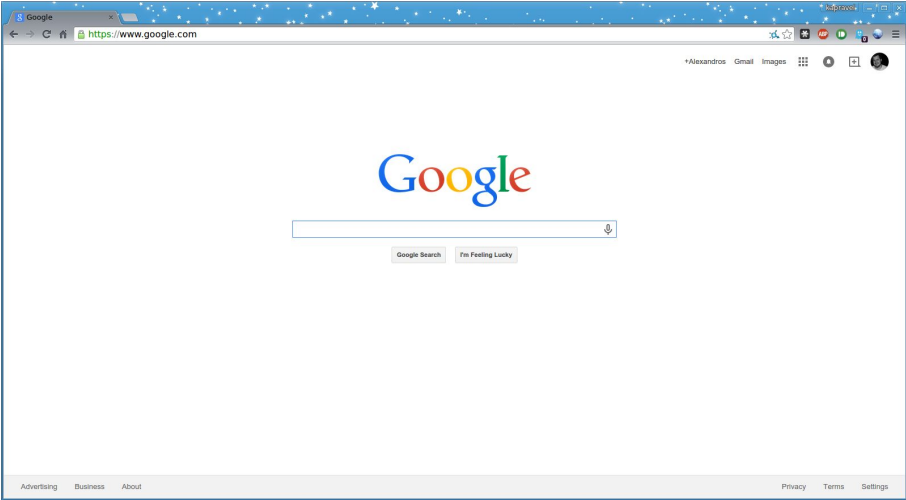 Google
kapravel
https://www.google.com
+Alexandros Gmail Images
Google
Google Search I'm Feeling Lucky
Advertising Business About Privacy Terms Settings